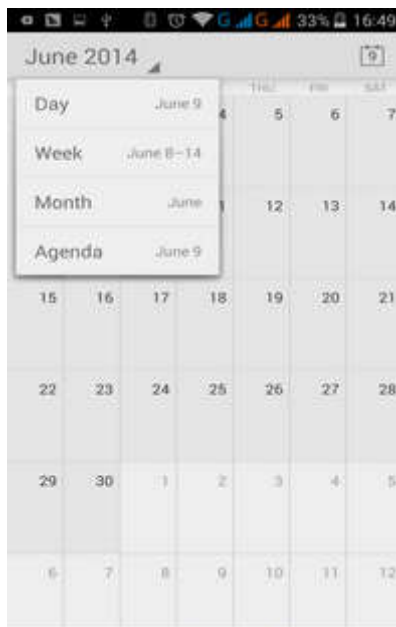 G G 33% 16:49
June 2014 9
THU FRI SAT
Day June 9
4 5 6 7
Week June 8–14
Month June
12 13 14
Agenda June 9
15 16 17 18 19 20 21
22 23 24 25 26 27 28
29 30 1 2 3 4 5
6 7 8 9 10 11 12